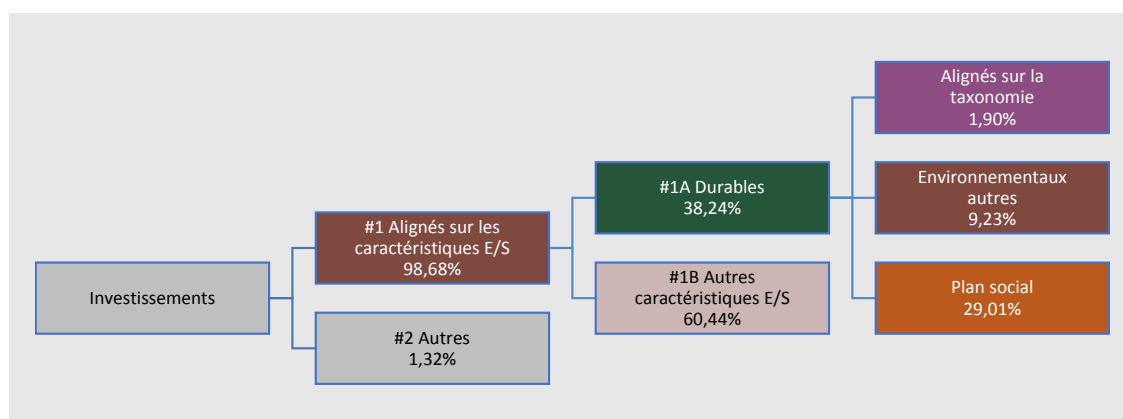 Investissements
#1 Alignés sur les
caractéristiques E/S
98,68%
#2 Autres
1,32%
#1A Durables
38,24%
#1B Autres
caractéristiques E/S
60,44%
Alignés sur la
taxonomie
1,90%
Environnementaux
autres
9,23%
Plan social
29,01%